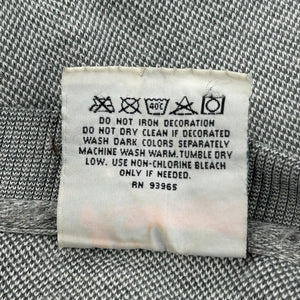 40C
DO NOT IRON DECORATION
DO NOT DRY CLEAN IF DECORATED
WASH DARK COLORS SEPARATELY
MACHINE WASH WARM. TUMBLE DRY
LOW. USE NON-CHLORINE BLEACH
ONLY IF NEEDED.
RN 93965